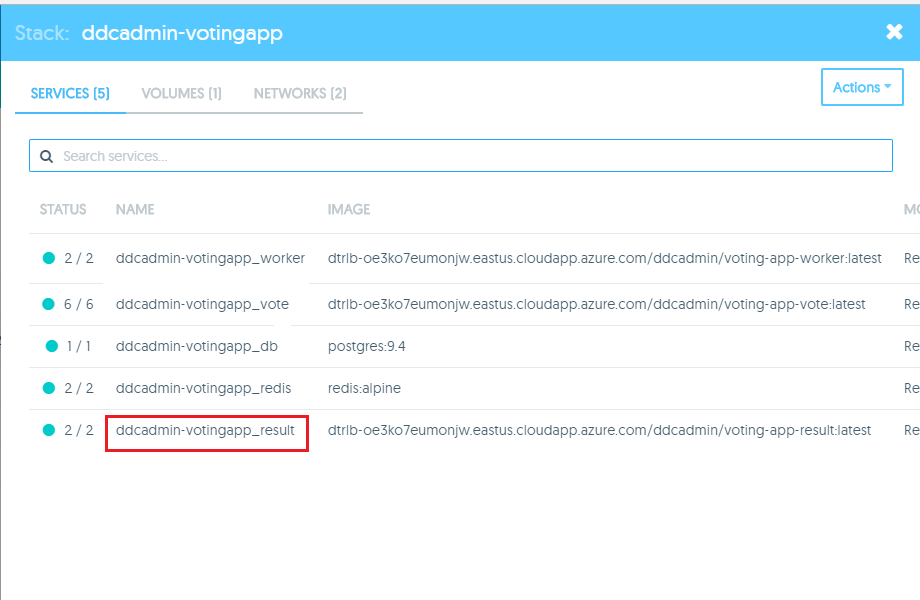 Stack: ddcadmin-votingapp
SERVICES (5) VOLUMES (1) NETWORKS (2) Actions
Search services...
STATUS NAME IMAGE MO
2 / 2 ddcadmin-votingapp_worker dtrlb-oe3ko7eumonjw.eastus.cloudapp.azure.com/ddcadmin/voting-app-worker:latest Re
6 / 6 ddcadmin-votingapp_vote dtrlb-oe3ko7eumonjw.eastus.cloudapp.azure.com/ddcadmin/voting-app-vote:latest Re
1 / 1 ddcadmin-votingapp_db postgres:9.4 Re
2 / 2 ddcadmin-votingapp_redis redis:alpine Re
2 / 2 ddcadmin-votingapp_result dtrlb-oe3ko7eumonjw.eastus.cloudapp.azure.com/ddcadmin/voting-app-result:latest Re